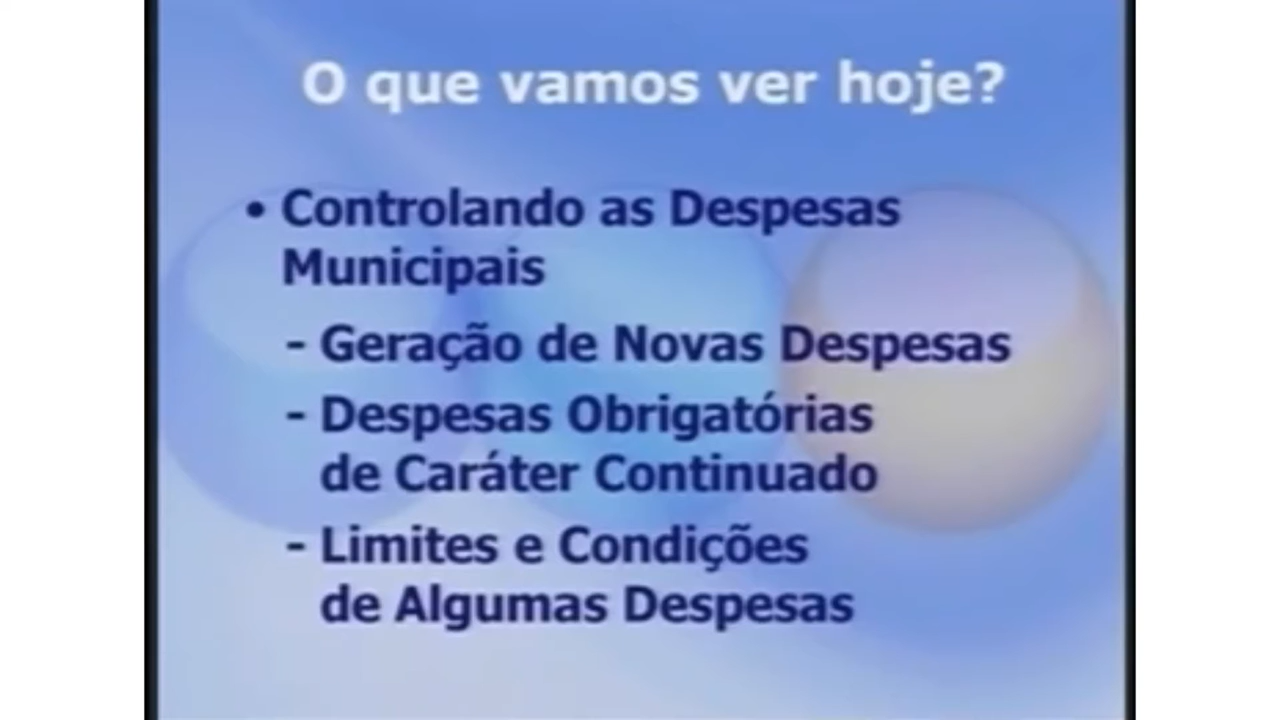 O que vamos ver hoje?
• Controlando as Despesas
Municipais
- Geração de Novas Despesas
- Despesas Obrigatórias
de Caráter Continuado
- Limites e Condições
de Algumas Despesas